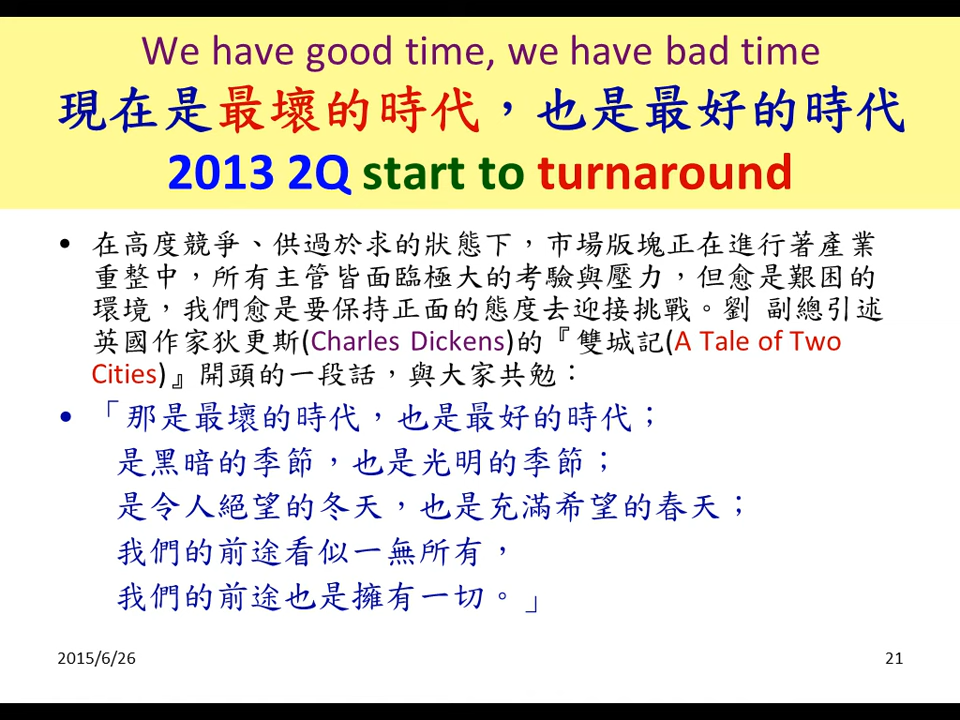 We have good time, we have bad time
現在是最壞的時代，也是最好的時代
2013 2Q start to turnaround
• 在高度競爭、供過於求的狀態下，市場版塊正在進行著產業
重整中，所有主管皆面臨極大的考驗與壓力，但愈是艱困的
環境，我們愈是要保持正面的態度去迎接挑戰。劉 副總引述
英國作家狄更斯(Charles Dickens)的『雙城記(A Tale of Two
Cities)』開頭的一段話，與大家共勉：
• 「那是最壞的時代，也是最好的時代；
是黑暗的季節，也是光明的季節；
是令人絕望的冬天，也是充滿希望的春天；
我們的前途看似一無所有，
我們的前途也是擁有一切。」
2015/6/26
21